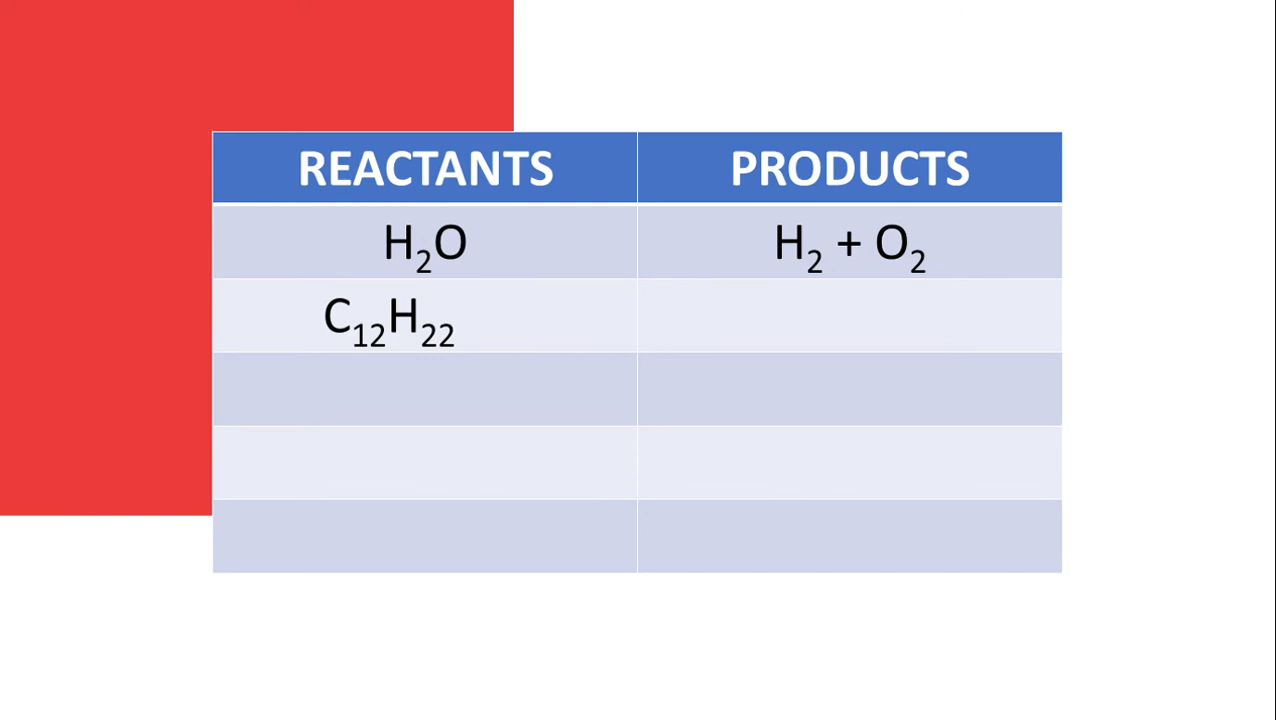 REACTANTS PRODUCTS
H₂O H₂ + O₂
C₁₂H₂₂